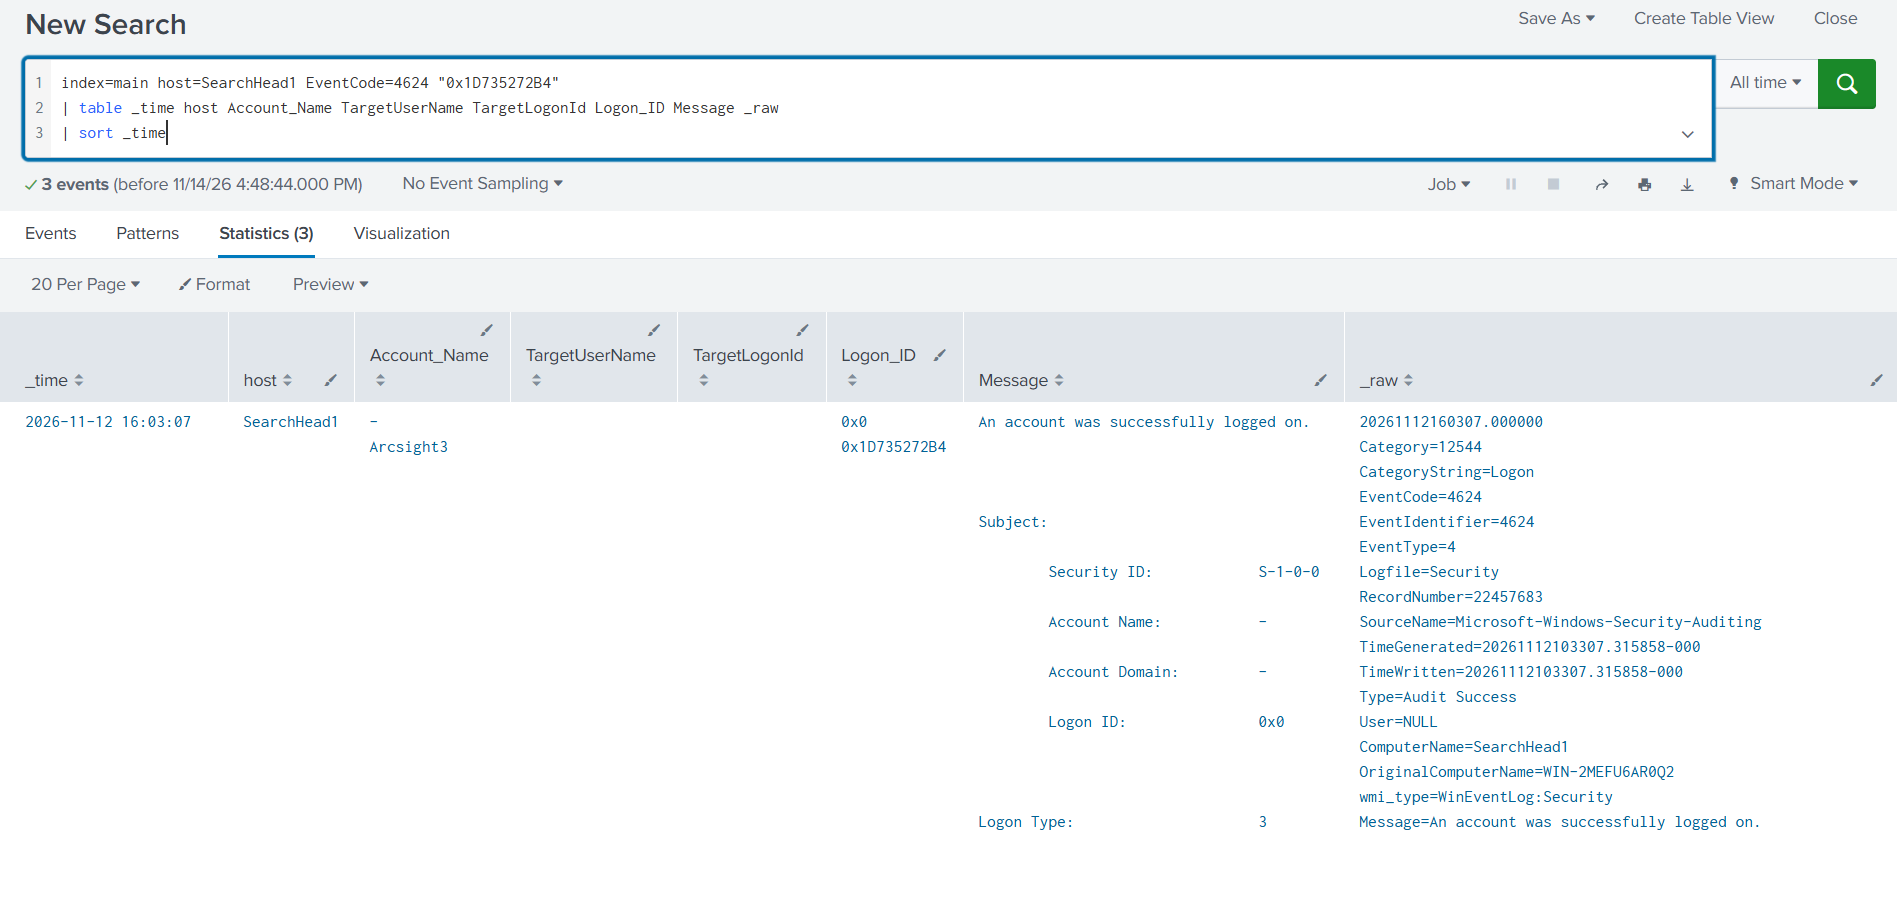 New Search
Save As
Create Table View
Close
1 index=main host=SearchHead1 EventCode=4624 "0x1D735272B4"
2 | table _time host Account_Name TargetUserName TargetLogonId Logon_ID Message _raw
3 | sort _time
All time
3 events (before 11/14/26 4:48:44.000 PM)
No Event Sampling
Job
Smart Mode
Events
Patterns
Statistics (3)
Visualization
20 Per Page
Format
Preview
_time
host
Account_Name
TargetUserName
TargetLogonId
Logon_ID
Message
_raw
2026-11-12 16:03:07
SearchHead1
-
Arcsight3
0x0
0x1D735272B4
An account was successfully logged on.
Subject:
Security ID: S-1-0-0
Account Name: -
Account Domain: -
Logon ID: 0x0
Logon Type: 3
20261112160307.000000
Category=12544
CategoryString=Logon
EventCode=4624
EventIdentifier=4624
EventType=4
Logfile=Security
RecordNumber=22457683
SourceName=Microsoft-Windows-Security-Auditing
TimeGenerated=20261112103307.315858-000
TimeWritten=20261112103307.315858-000
Type=Audit Success
User=NULL
ComputerName=SearchHead1
OriginalComputerName=WIN-2MEFU6AR0Q2
wmi_type=WinEventLog:Security
Message=An account was successfully logged on.